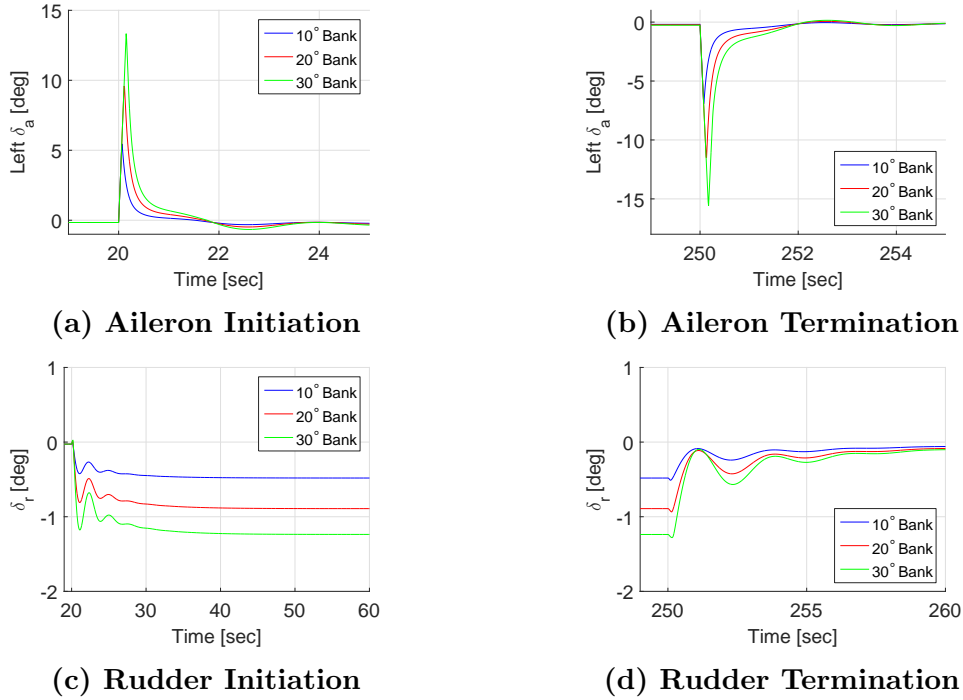 15
10
5
0
Left δa [deg]
20
22
24
Time [sec]
10° Bank
20° Bank
30° Bank
(a) Aileron Initiation
0
-5
-10
-15
Left δa [deg]
250
252
254
Time [sec]
10° Bank
20° Bank
30° Bank
(b) Aileron Termination
1
0
-1
-2
δr [deg]
20
30
40
50
60
Time [sec]
10° Bank
20° Bank
30° Bank
(c) Rudder Initiation
1
0
-1
-2
δr [deg]
250
255
260
Time [sec]
10° Bank
20° Bank
30° Bank
(d) Rudder Termination